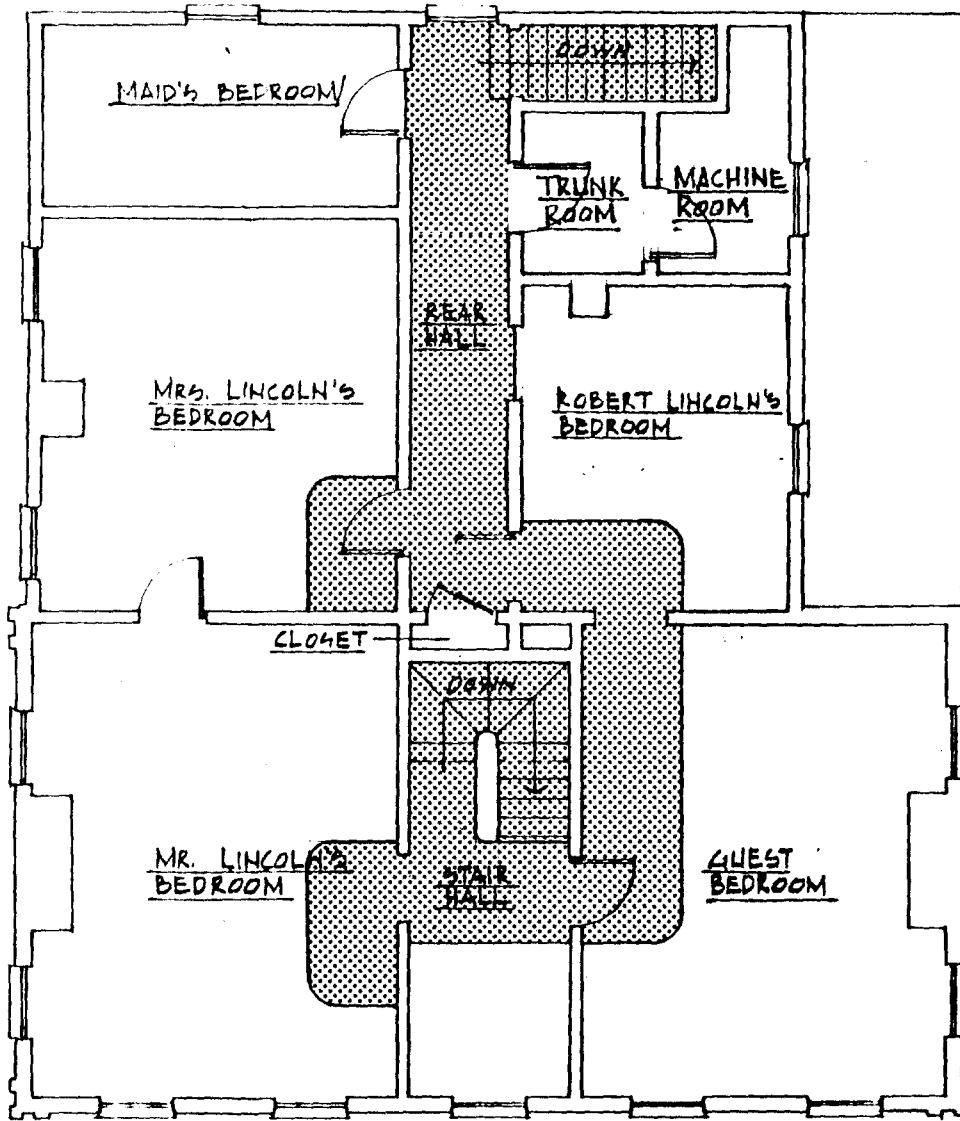 DOWN
MAID'S BEDROOM
TRUNK
ROOM
MACHINE
ROOM
REAR
HALL
MRS. LINCOLN'S
BEDROOM
ROBERT LINCOLN'S
BEDROOM
CLOSET
DOWN
MR. LINCOLN'S
BEDROOM
STAIR
HALL
GUEST
BEDROOM